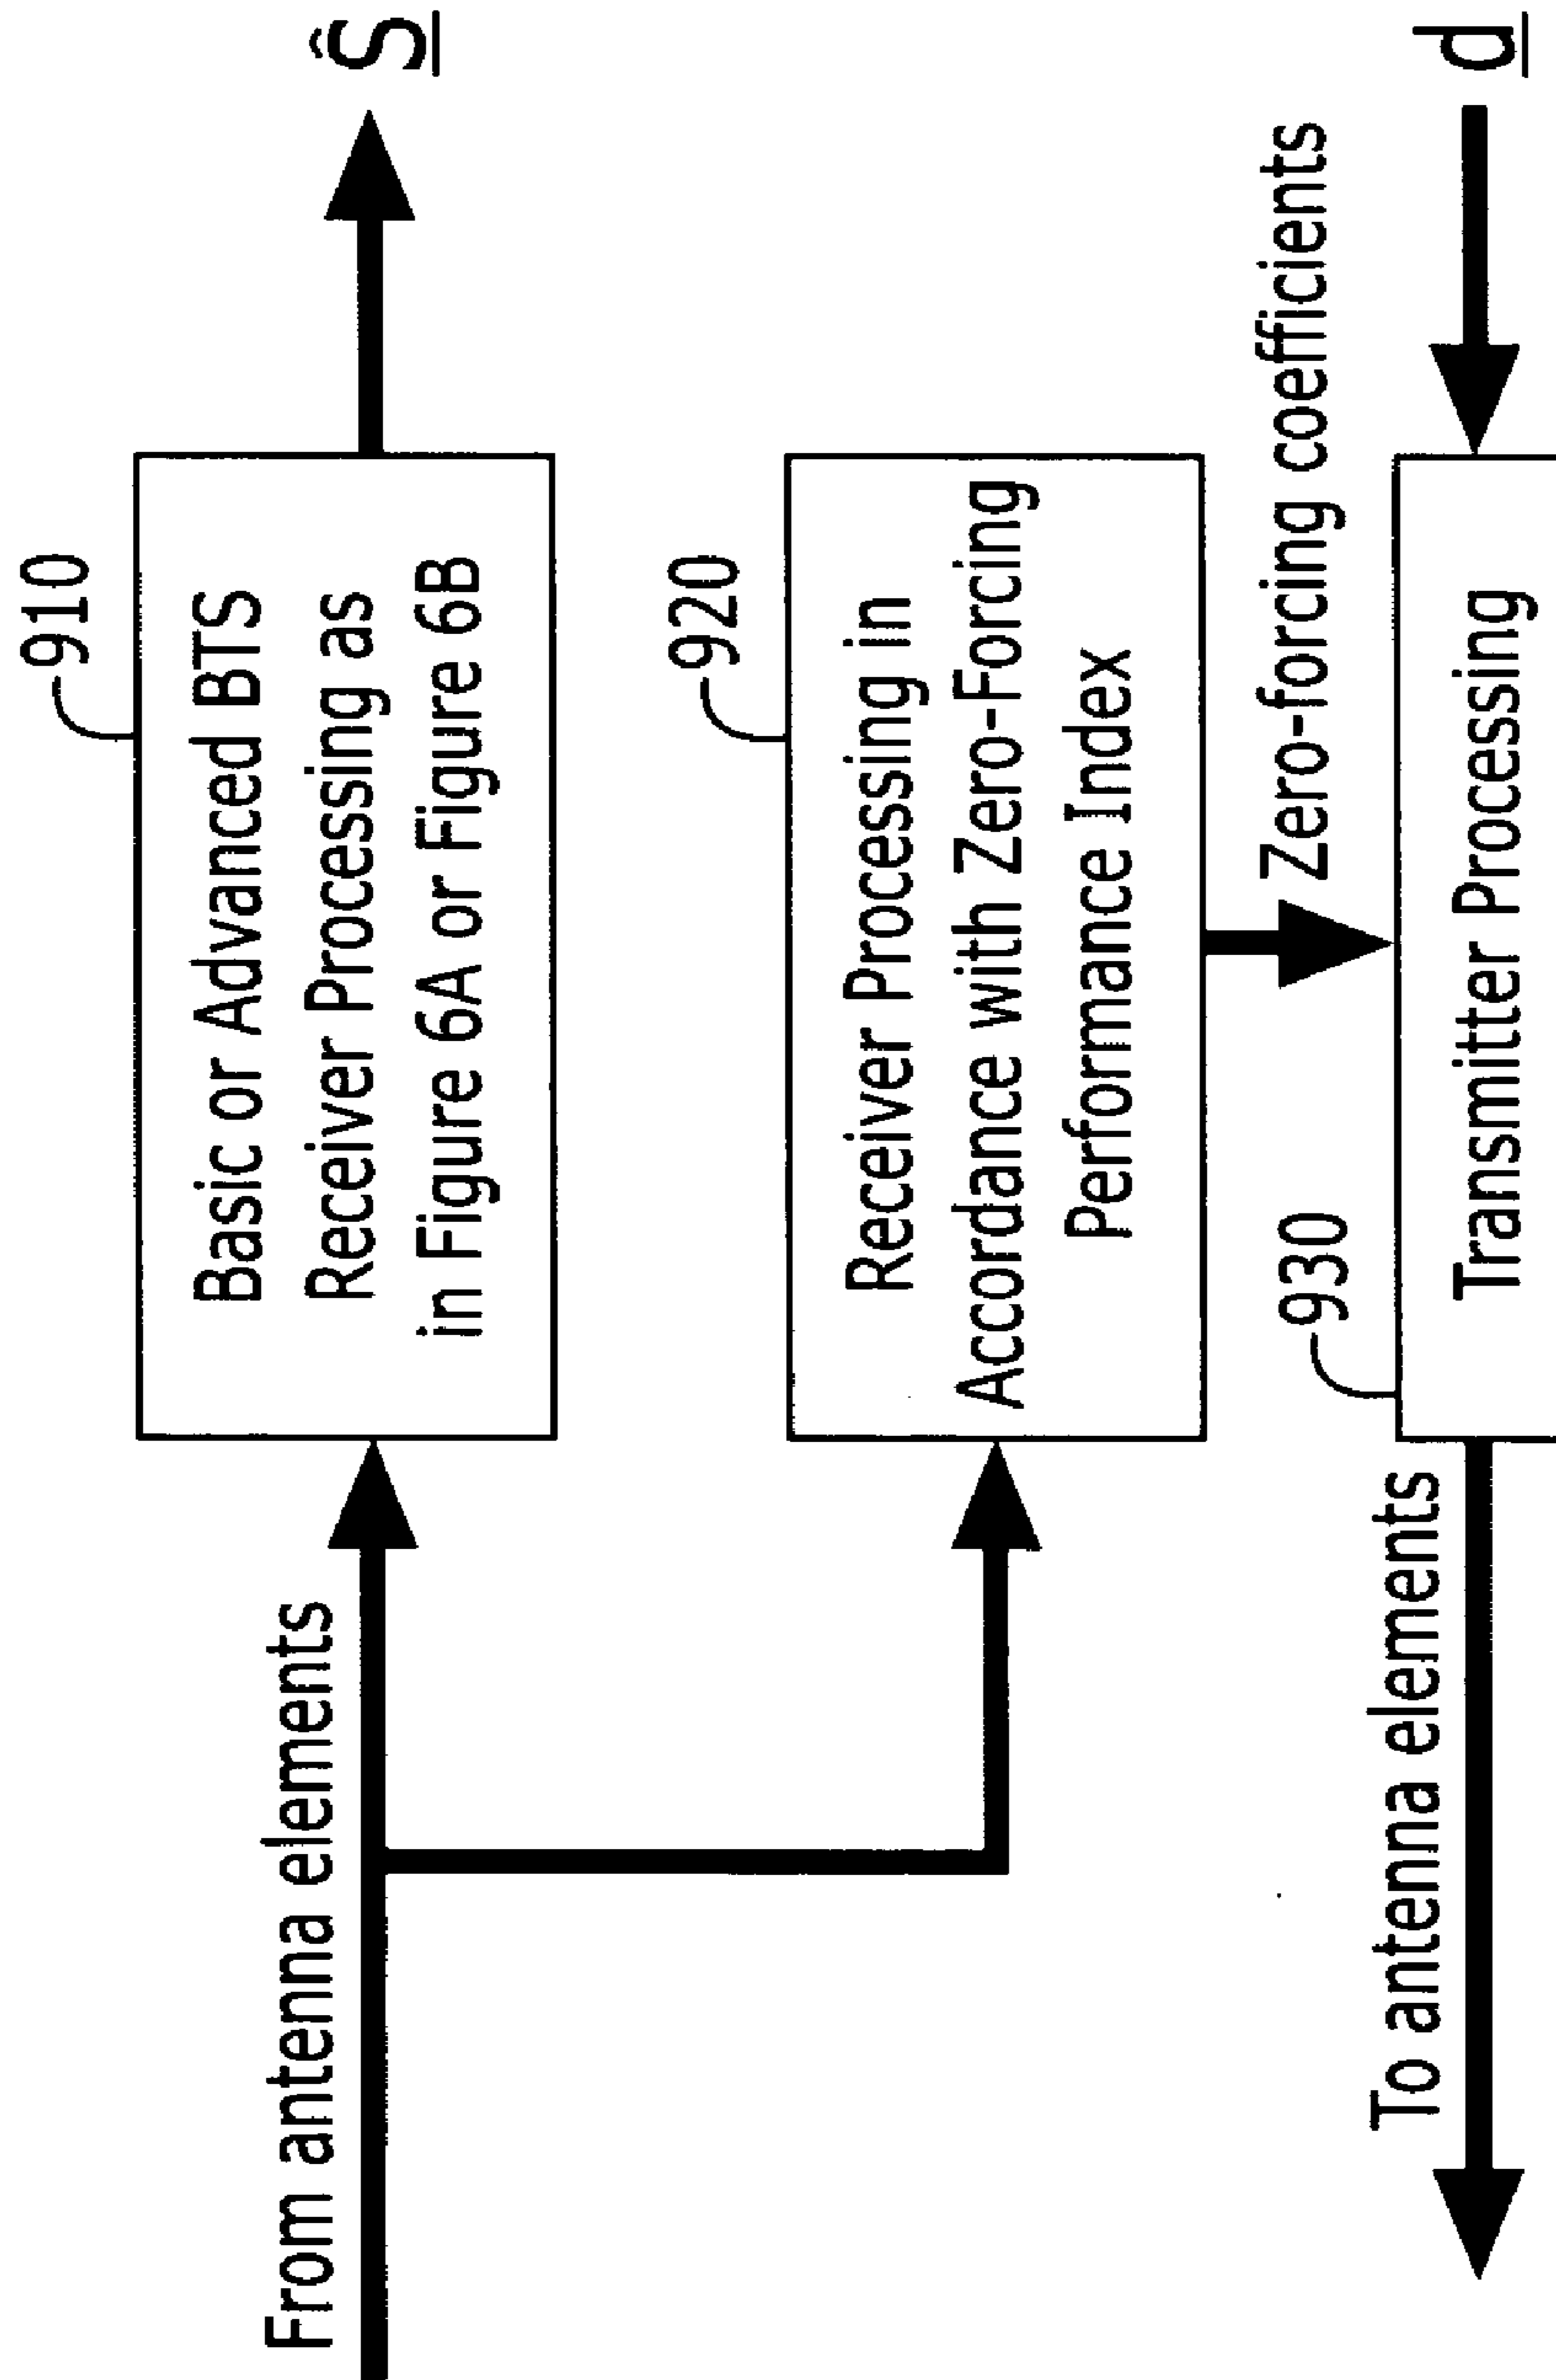 From antenna elements
910
Basic or Advanced BTS
Receiver Processing as
in Figure 6A or Figure 6B
ŝ
920
Receiver Processing in
Accordance with Zero-Forcing
Performance Index
Zero-forcing coefficients
930
To antenna elements
Transmitter Processing
d